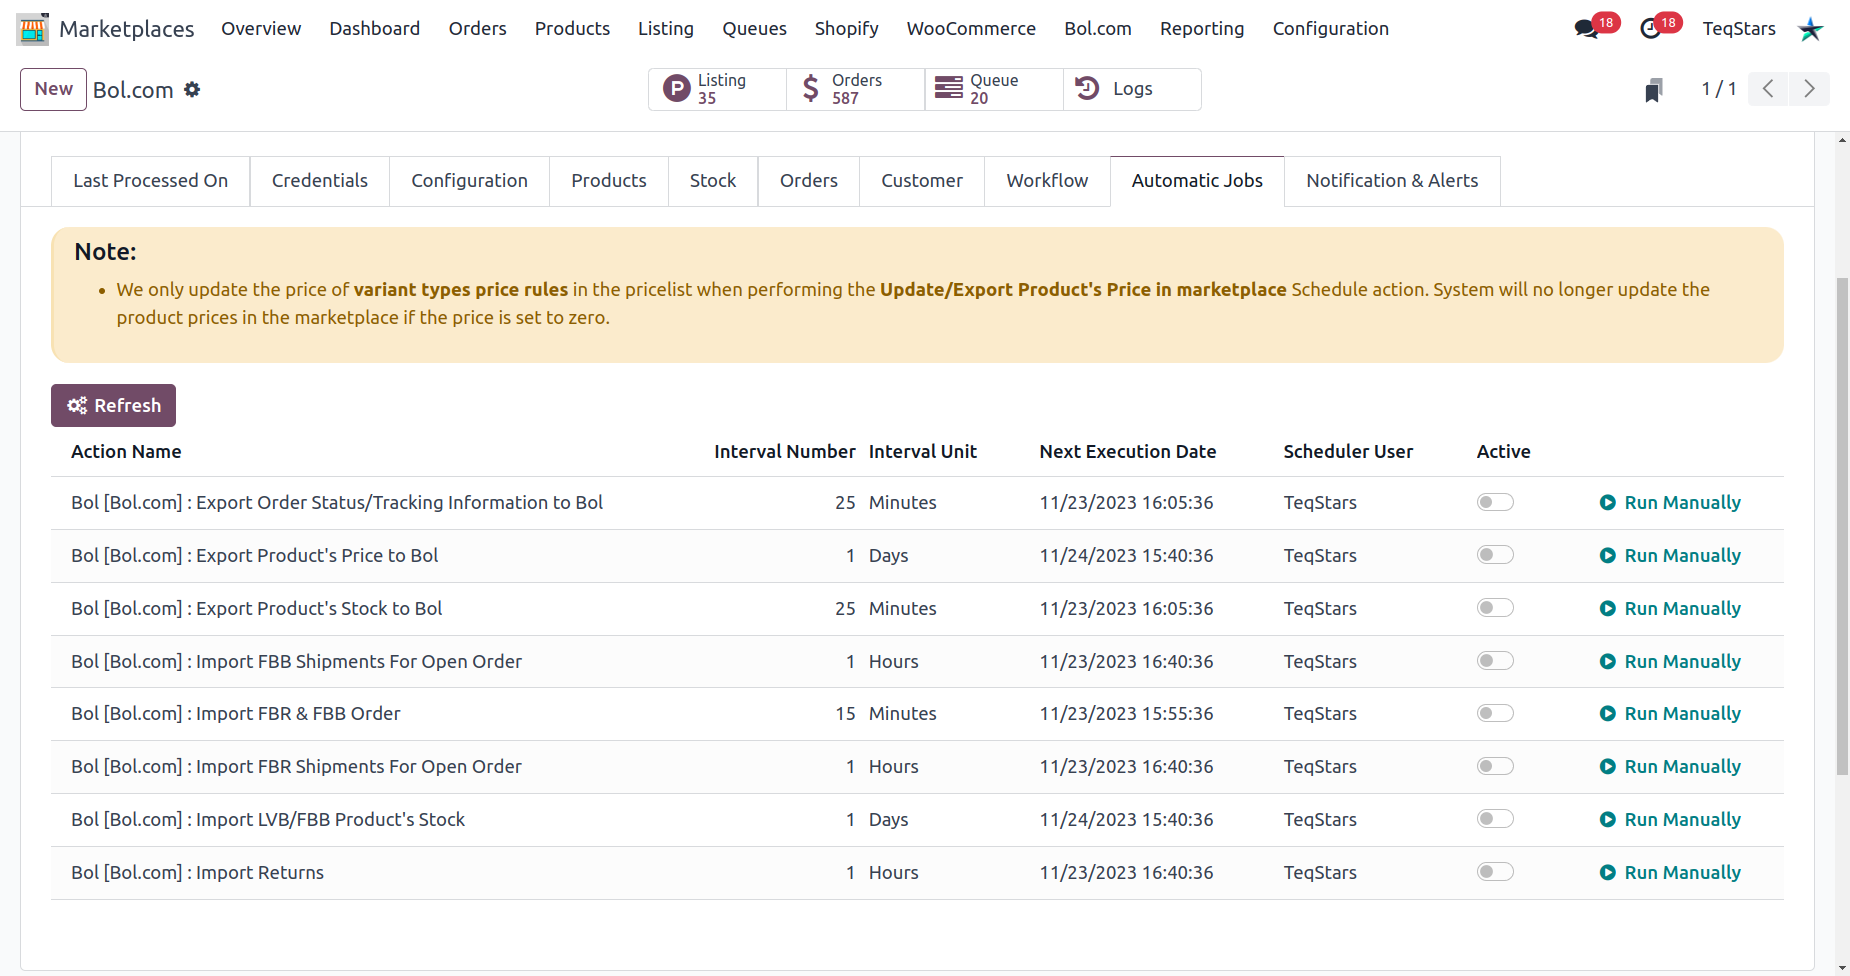 Marketplaces Overview Dashboard Orders Products Listing Queues Shopify WooCommerce Bol.com Reporting Configuration 18 18 TeqStars
New Bol.com P Listing 35 $ Orders 587 Queue 20 Logs 1 / 1
Last Processed On Credentials Configuration Products Stock Orders Customer Workflow Automatic Jobs Notification & Alerts
Note:
• We only update the price of variant types price rules in the pricelist when performing the Update/Export Product's Price in marketplace Schedule action. System will no longer update the
product prices in the marketplace if the price is set to zero.
Refresh
Action Name Interval Number Interval Unit Next Execution Date Scheduler User Active
Bol [Bol.com] : Export Order Status/Tracking Information to Bol 25 Minutes 11/23/2023 16:05:36 TeqStars Run Manually
Bol [Bol.com] : Export Product's Price to Bol 1 Days 11/24/2023 15:40:36 TeqStars Run Manually
Bol [Bol.com] : Export Product's Stock to Bol 25 Minutes 11/23/2023 16:05:36 TeqStars Run Manually
Bol [Bol.com] : Import FBB Shipments For Open Order 1 Hours 11/23/2023 16:40:36 TeqStars Run Manually
Bol [Bol.com] : Import FBR & FBB Order 15 Minutes 11/23/2023 15:55:36 TeqStars Run Manually
Bol [Bol.com] : Import FBR Shipments For Open Order 1 Hours 11/23/2023 16:40:36 TeqStars Run Manually
Bol [Bol.com] : Import LVB/FBB Product's Stock 1 Days 11/24/2023 15:40:36 TeqStars Run Manually
Bol [Bol.com] : Import Returns 1 Hours 11/23/2023 16:40:36 TeqStars Run Manually